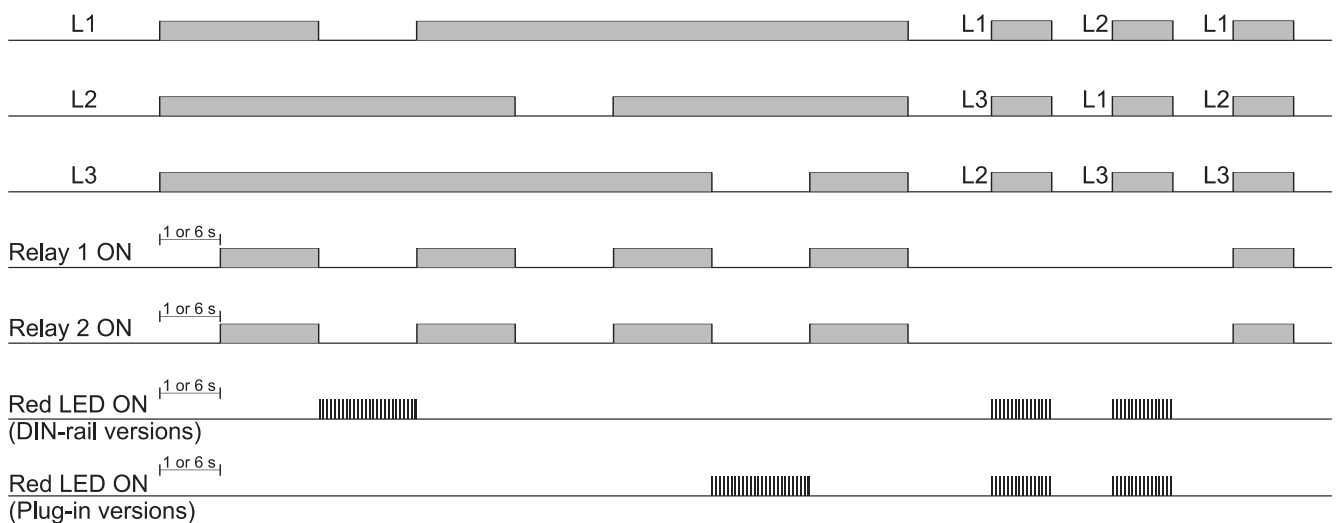 L1 L1 L2 L1
L2 L3 L1 L2
L3 L2 L3 L3
1 or 6 s
Relay 1 ON
1 or 6 s
Relay 2 ON
1 or 6 s
Red LED ON
(DIN-rail versions)
1 or 6 s
Red LED ON
(Plug-in versions)